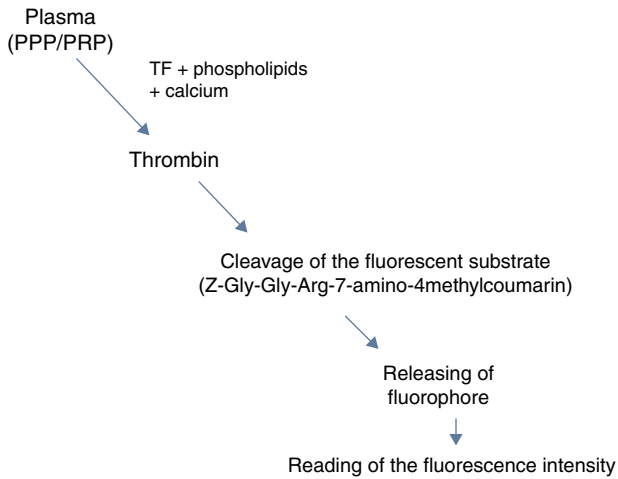 Plasma
(PPP/PRP)
TF + phospholipids
+ calcium
Thrombin
Cleavage of the fluorescent substrate
(Z-Gly-Gly-Arg-7-amino-4methylcoumarin)
Releasing of
fluorophore
Reading of the fluorescence intensity